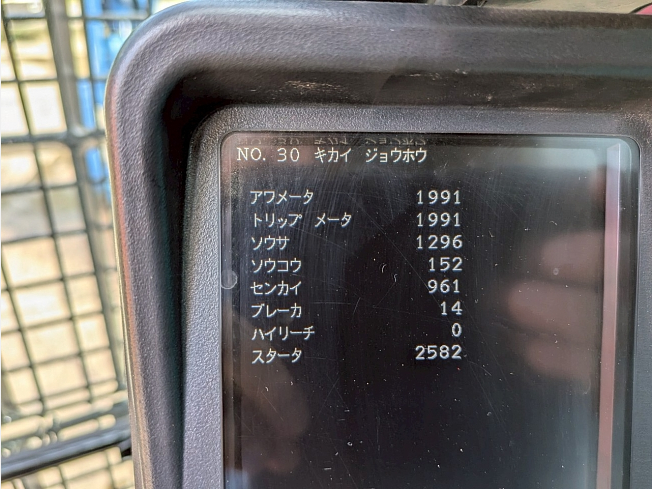 NO. 30 キカイ ジョウホウ
アワメータ 1991
トリップ メータ 1991
ソウサ 1296
ソウコウ 152
センカイ 961
ブレーカ 14
ハイリーチ 0
スタータ 2582